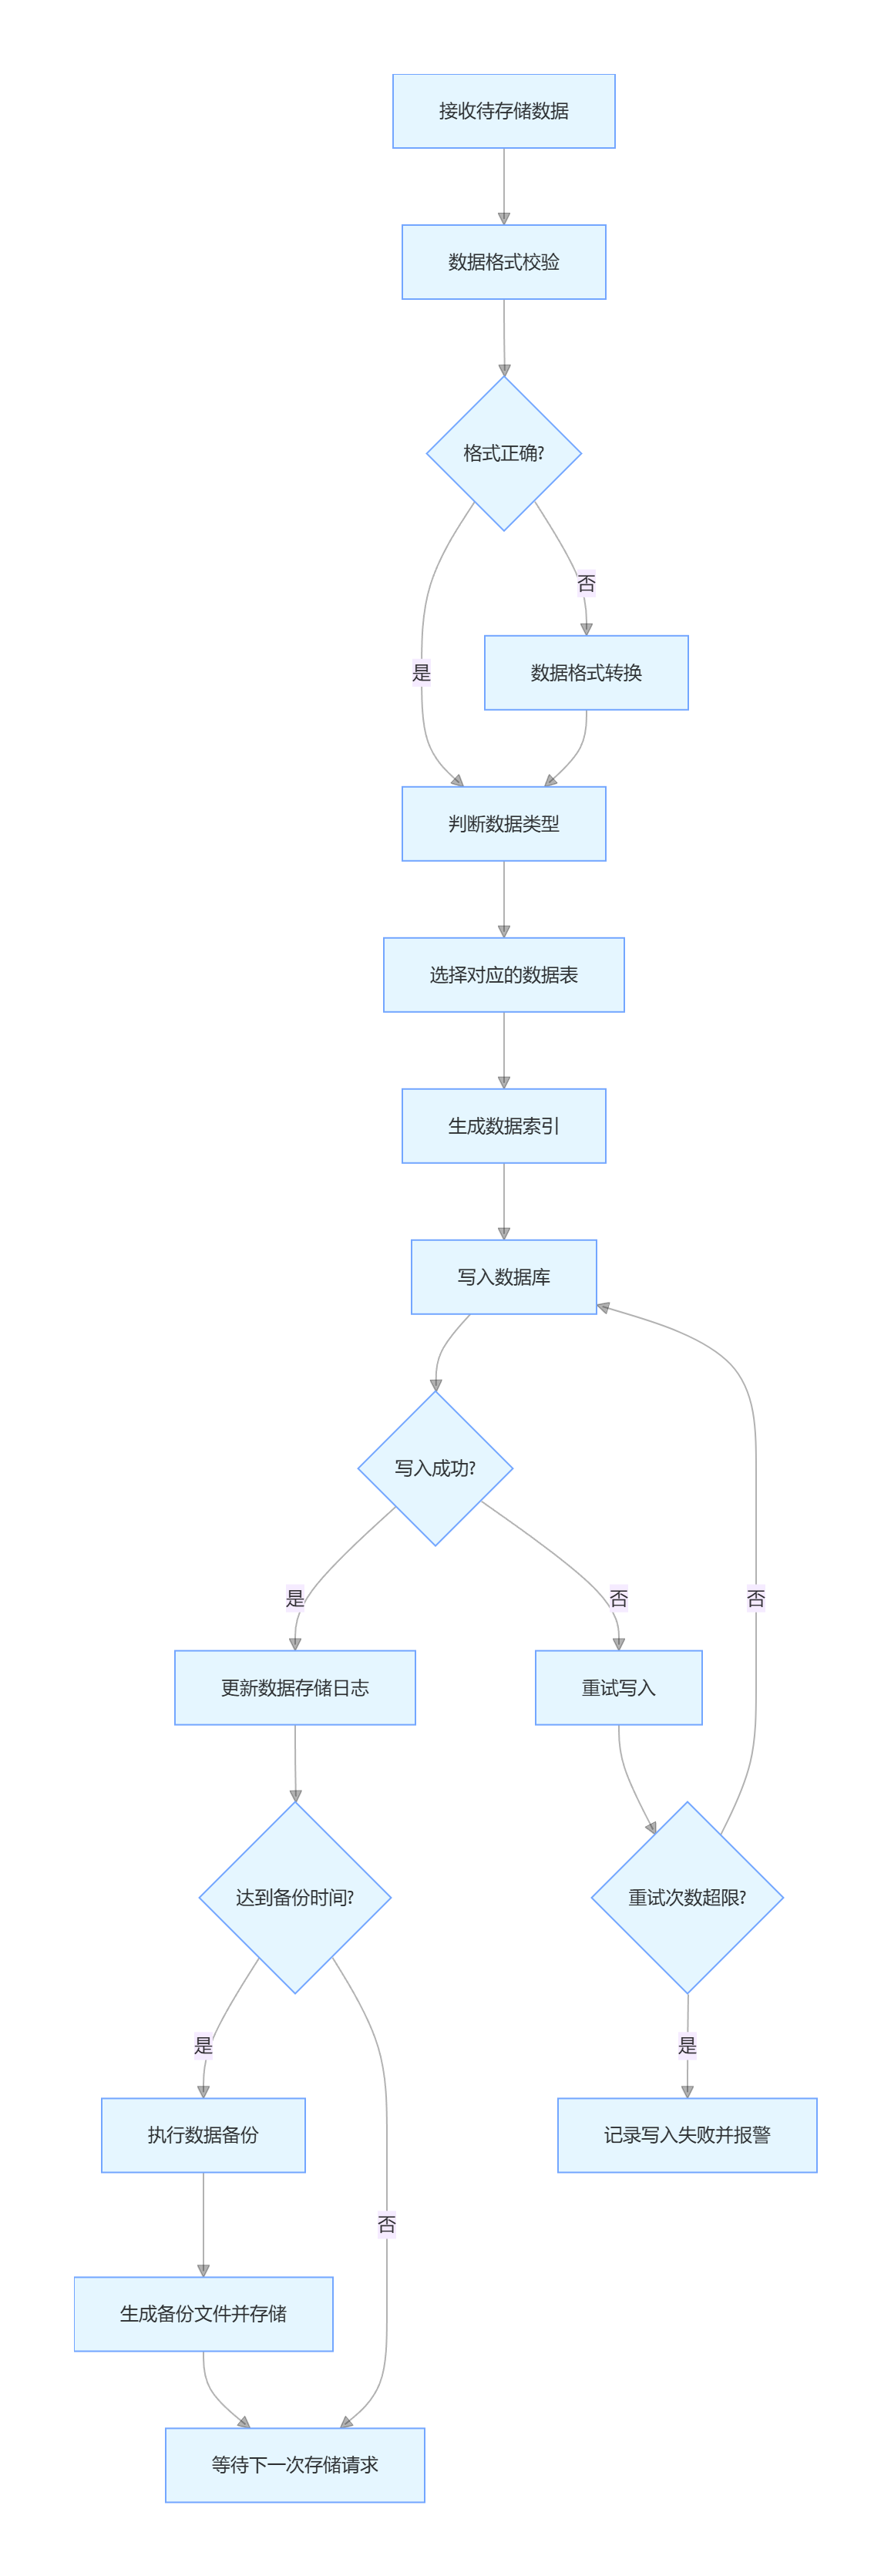 接收待存储数据
数据格式校验
格式正确?
否
是
数据格式转换
判断数据类型
选择对应的数据表
生成数据索引
写入数据库
写入成功?
是
否
否
更新数据存储日志
重试写入
达到备份时间?
重试次数超限?
是
是
执行数据备份
记录写入失败并报警
否
生成备份文件并存储
等待下一次存储请求